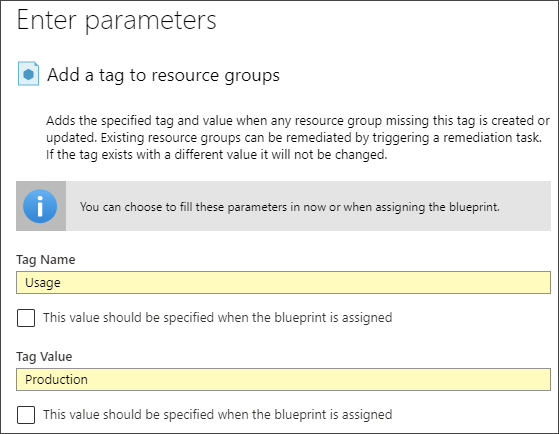 Enter parameters
Add a tag to resource groups
Adds the specified tag and value when any resource group missing this tag is created or
updated. Existing resource groups can be remediated by triggering a remediation task.
If the tag exists with a different value it will not be changed.
You can choose to fill these parameters in now or when assigning the blueprint.
Tag Name
Usage
This value should be specified when the blueprint is assigned
Tag Value
Production
This value should be specified when the blueprint is assigned